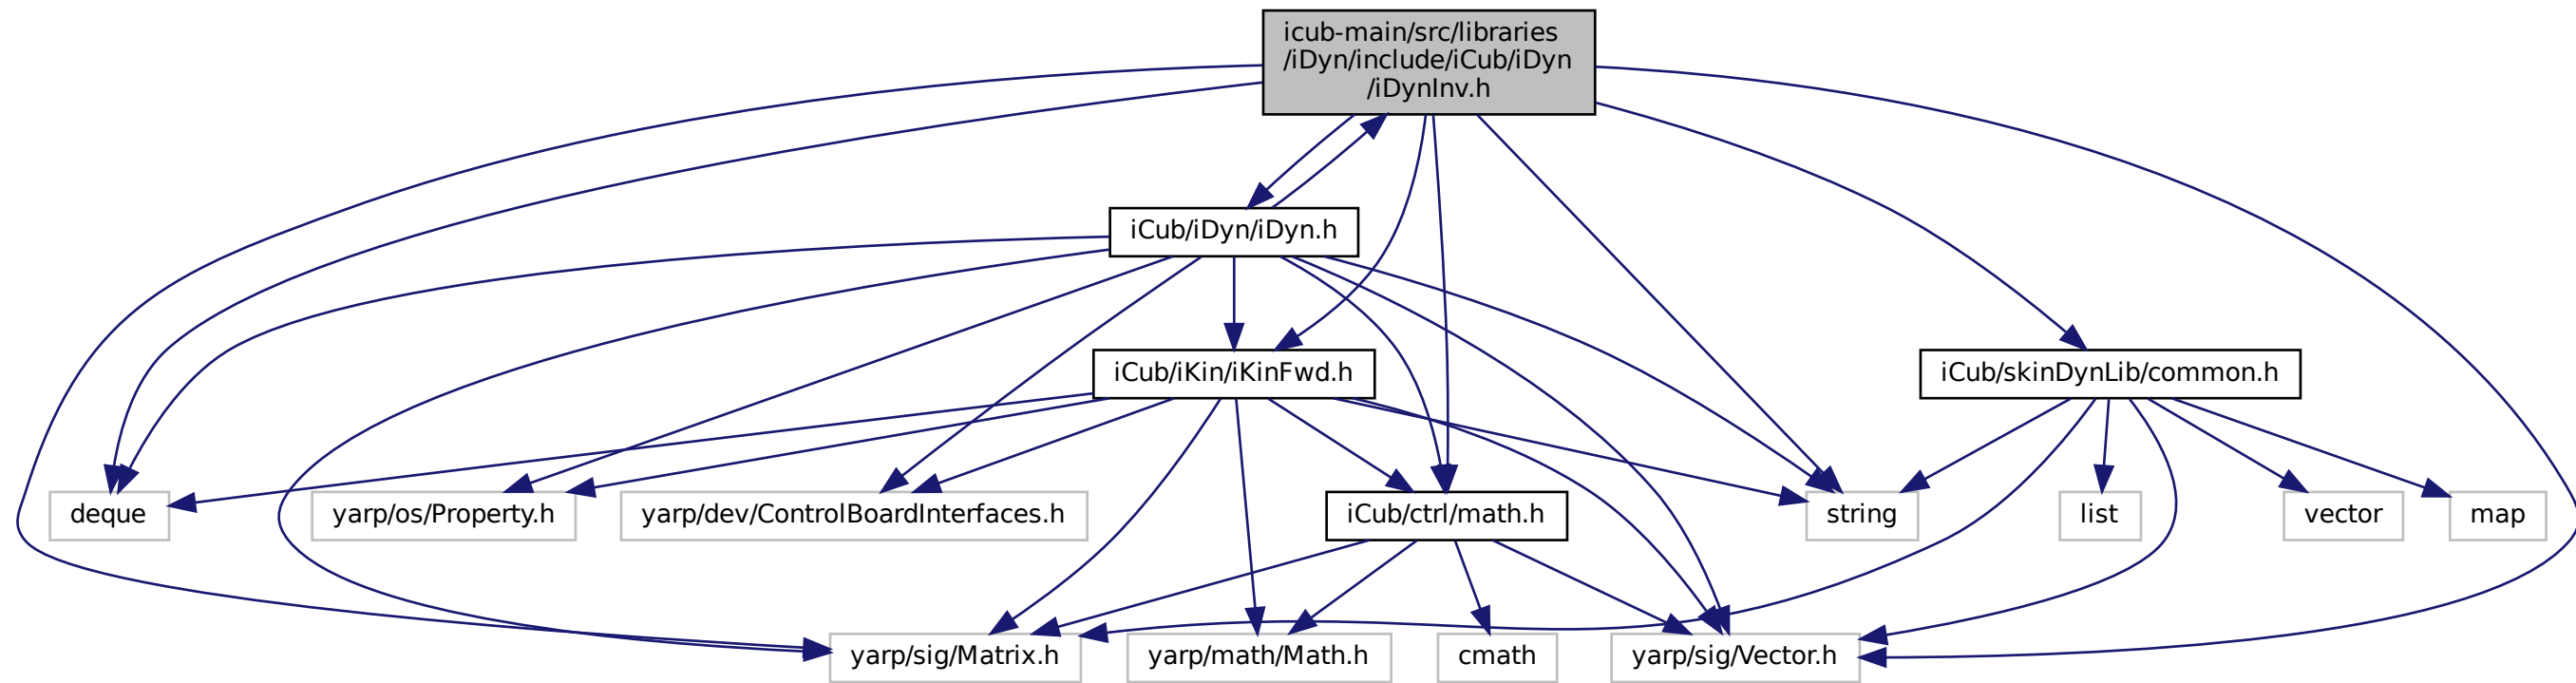 icub-main/src/libraries
/iDyn/include/iCub/iDyn
/iDynInv.h
iCub/iDyn/iDyn.h
iCub/iKin/iKinFwd.h
iCub/skinDynLib/common.h
deque
yarp/os/Property.h
yarp/dev/ControlBoardInterfaces.h
iCub/ctrl/math.h
string
list
vector
map
yarp/sig/Matrix.h
yarp/math/Math.h
cmath
yarp/sig/Vector.h